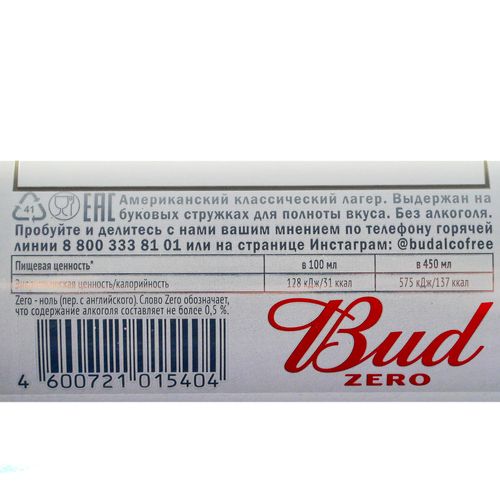 41
ЕАС
Американский классический лагер. Выдержан на
буковых стружках для полноты вкуса. Без алкоголя.
Пробуйте и делитесь с нами вашим мнением по телефону горячей
линии 8 800 333 81 01 или на странице Инстаграм: @budalcofree
Пищевая ценность* в 100 мл в 450 мл
Энергетическая ценность/калорийность 128 кДж/31 ккал 575 кДж/137 ккал
Zero - ноль (пер. с английского). Слово Zero обозначает,
что содержание алкоголя составляет не более 0,5 %.
Bud
ZERO
4 600721 015404